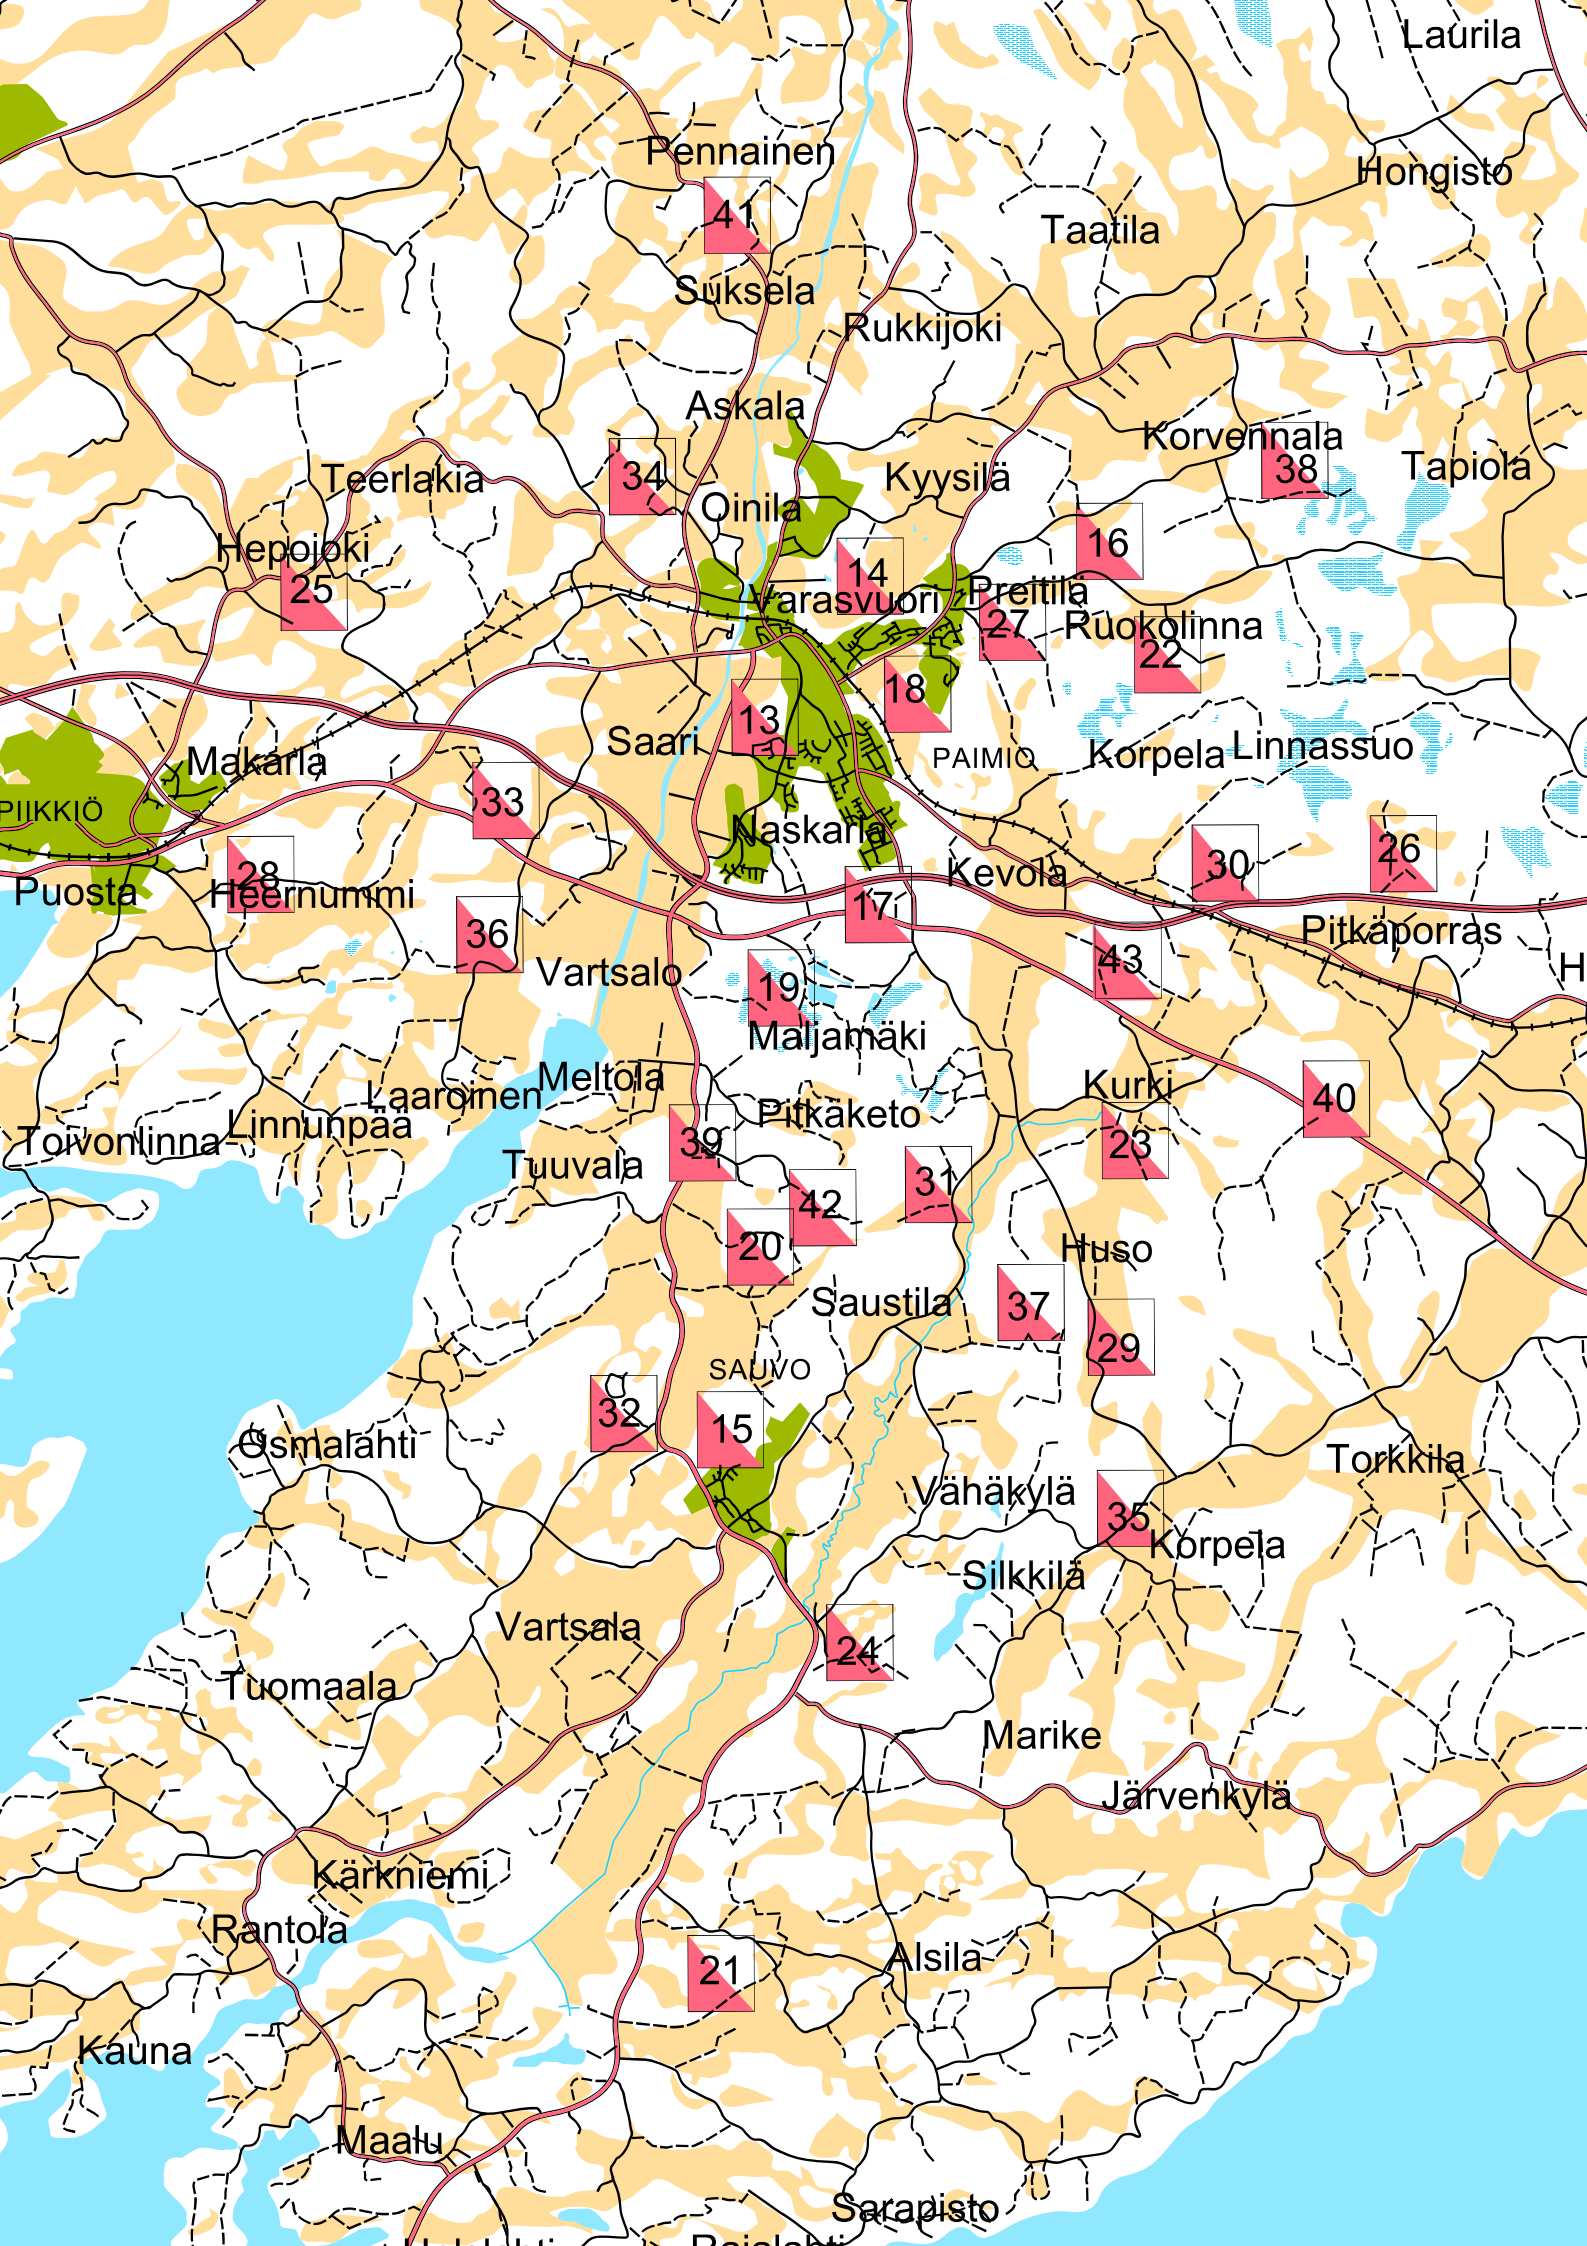 Laurila
Pennainen
Hongisto
41
Taatila
Suksela
Rukkijoki
Askala
Korvennala
38
Tapiola
34
Teerlakia
Kyysilä
Oinila
16
Hepojoki
25
14
Varasvuori
Preitilä
27
Ruokolinna
22
18
13
Saari
PAIMIO
Korpela
Linnassuo
Makarla
PIIKKIÖ
33
Naskarla
Kevola
30
26
28
Puosta
Heernummi
17
36
Pitkäporras
43
H
Vartsalo
19
Maljamäki
Meltola
Laaroinen
Kurki
40
Pitkäketo
Linnunpää
Toivonlinna
39
23
Tuuvala
31
42
20
Huso
Saustila
37
29
SAUVO
32
15
Osmalahti
Torkkila
Vähäkylä
35
Korpela
Silkkilä
Vartsala
24
Tuomaala
Marike
Järvenkylä
Kärkniemi
Rantola
Alsila
21
Kauna
Maalu
Sarapisto